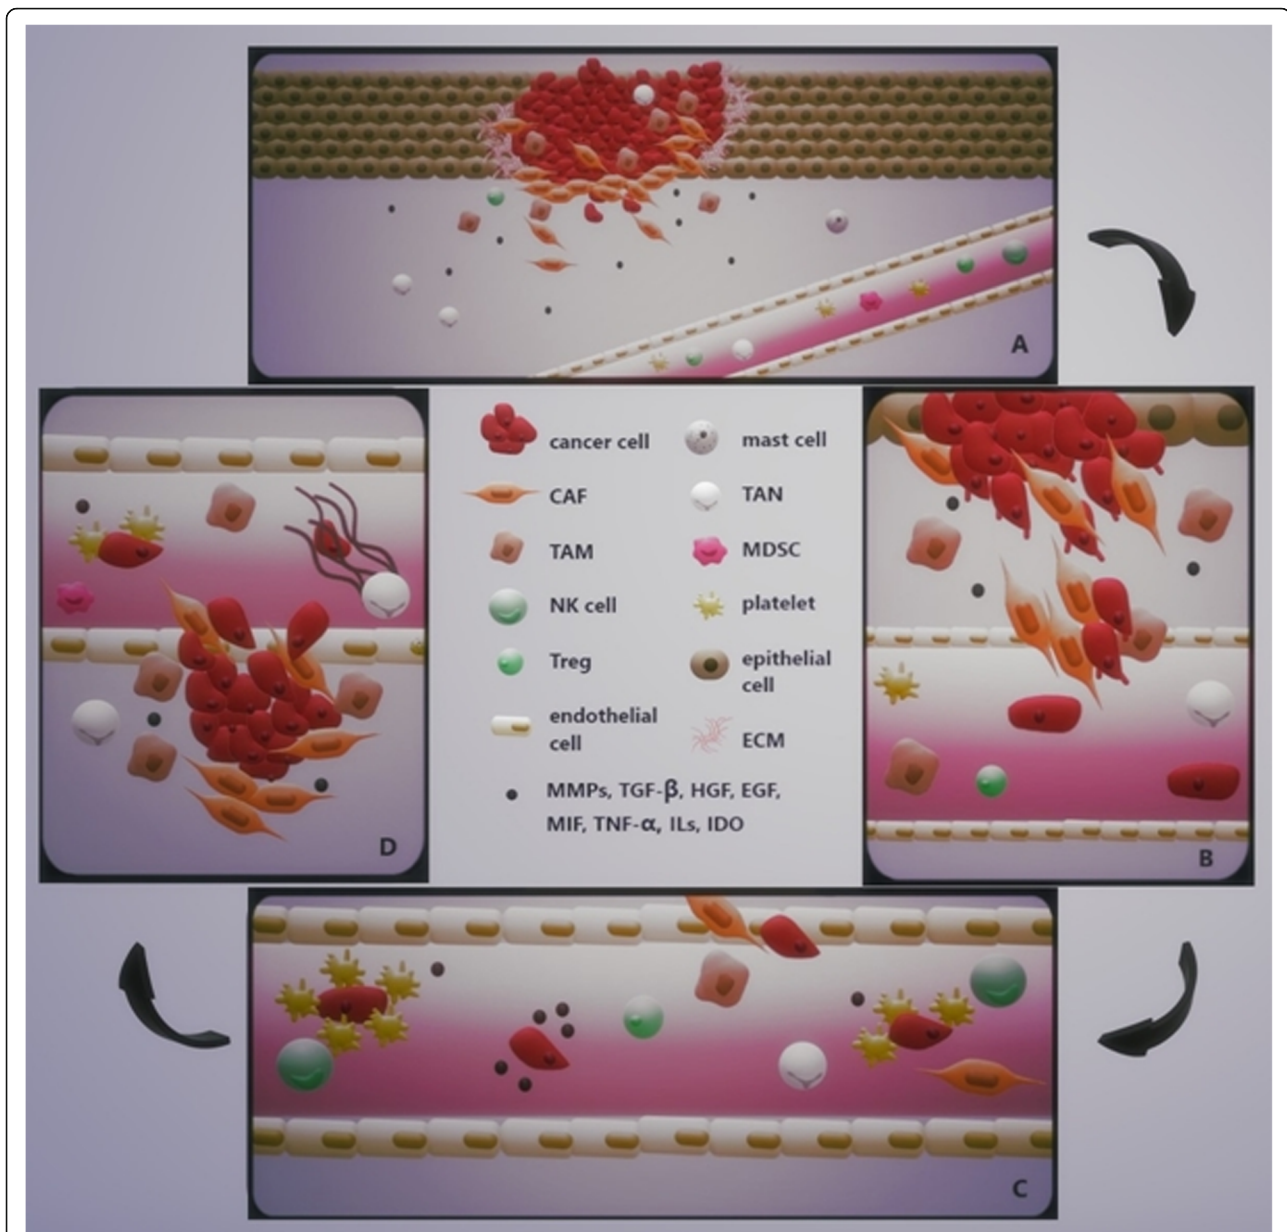 A
cancer cell
mast cell
CAF
TAN
TAM
MDSC
NK cell
platelet
Treg
epithelial
cell
endothelial
cell
ECM
MMPs, TGF-β, HGF, EGF,
MIF, TNF-α, ILs, IDO
D
B
C